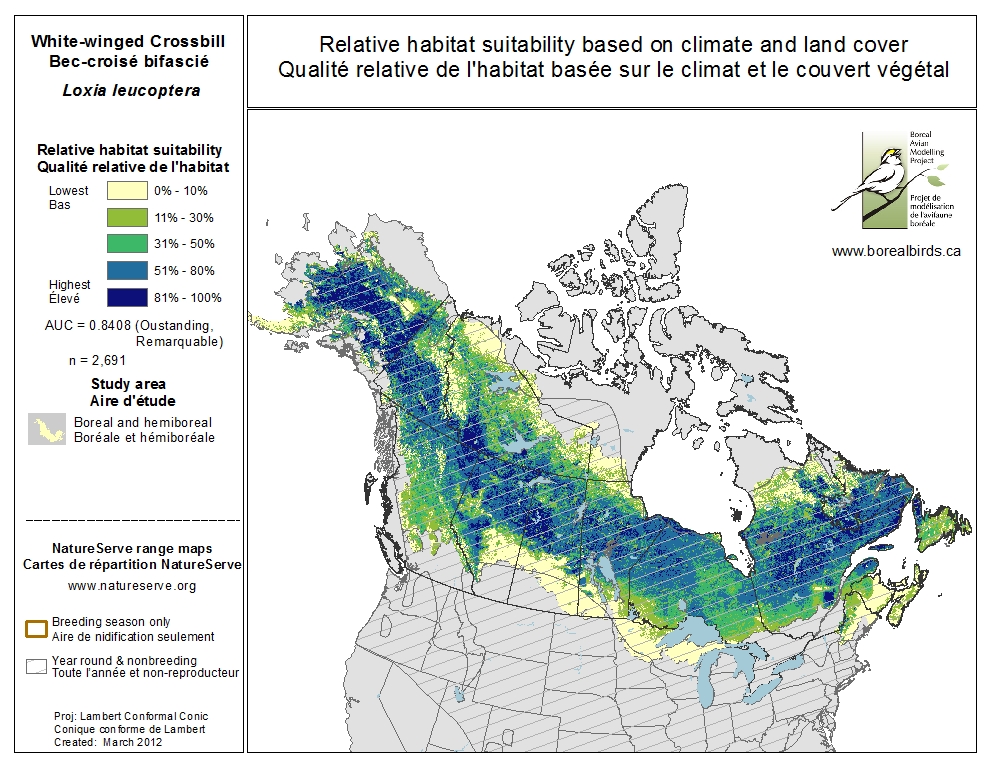 White-winged Crossbill
Bec-croisé bifascié
Loxia leucoptera
Relative habitat suitability based on climate and land cover
Qualité relative de l'habitat basée sur le climat et le couvert végétal
Relative habitat suitability
Qualité relative de l'habitat
Lowest
Bas
0% - 10%
11% - 30%
31% - 50%
51% - 80%
Highest
Élevé
81% - 100%
AUC = 0.8408 (Oustanding,
Remarquable)
n = 2,691
Study area
Aire d'étude
Boreal and hemiboreal
Boréale et hémiboréale
NatureServe range maps
Cartes de répartition NatureServe
www.natureserve.org
Breeding season only
Aire de nidification seulement
Year round & nonbreeding
Toute l'année et non-reproducteur
Proj: Lambert Conformal Conic
Conique conforme de Lambert
Created: March 2012
Boreal
Avian
Modelling
Project
Projet de
modélisation
de l'avifaune
boréale
www.borealbirds.ca